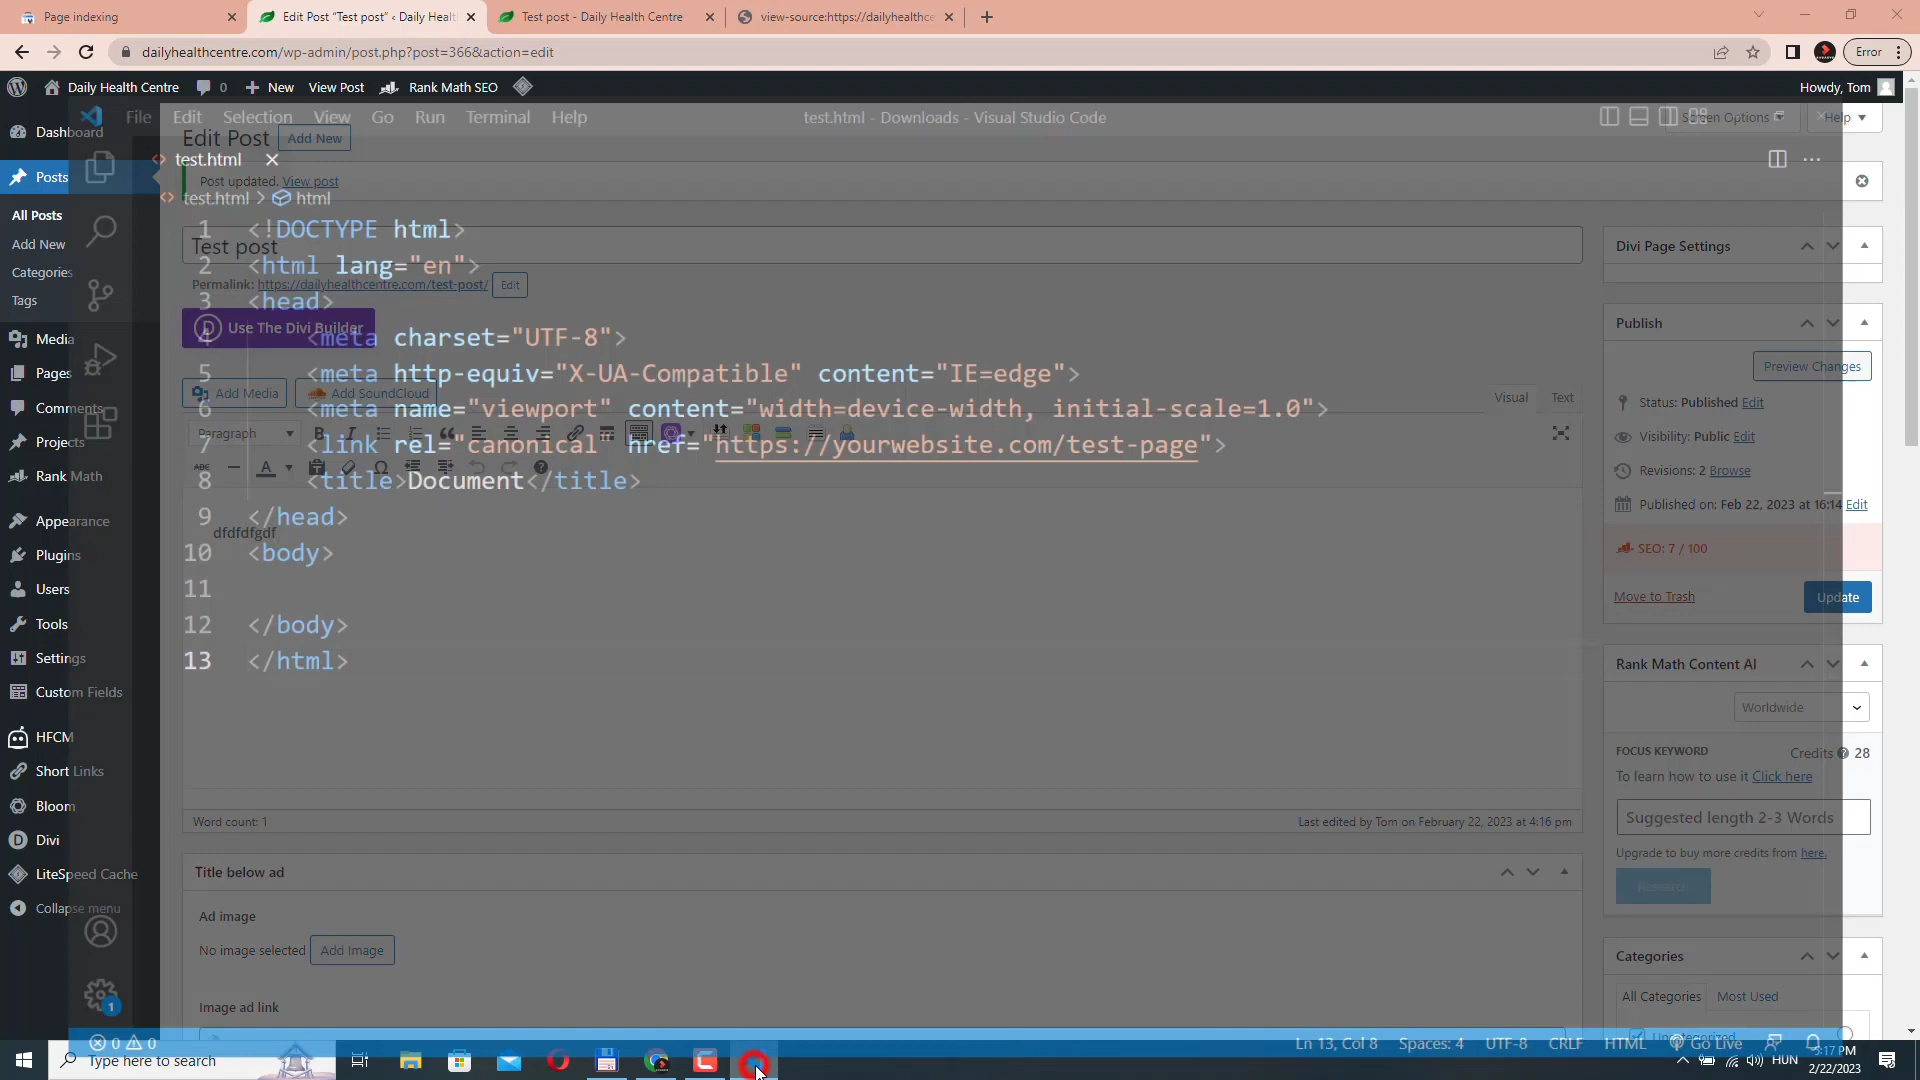 Page indexing
Edit Post “Test post” ‹ Daily Healt
Test post - Daily Health Centre
view-source:https://dailyhealthce
dailyhealthcentre.com/wp-admin/post.php?post=366&action=edit
Error
Daily Health Centre
0
New
View Post
Rank Math SEO
Howdy, Tom
File Edit Selection View Go Run Terminal Help
test.html - Downloads - Visual Studio Code
Screen Options
Help
Edit Post
Add New
test.html
Post updated. View post
test.html > html
1 <!DOCTYPE html>
Test post
2 <html lang="en">
Permalink: https://dailyhealthcentre.com/test-post/
Edit
3 <head>
Use The Divi Builder
4 <meta charset="UTF-8">
5 <meta http-equiv="X-UA-Compatible" content="IE=edge">
Add Media
Add SoundCloud
Visual
Text
6 <meta name="viewport" content="width=device-width, initial-scale=1.0">
Paragraph
7 <link rel="canonical" href="https://yourwebsite.com/test-page">
8 <title>Document</title>
9 </head>
dfdfdfgdf
10 <body>
11
12 </body>
13 </html>
Word count: 1
Last edited by Tom on February 22, 2023 at 4:16 pm
Title below ad
Ad image
No image selected
Add Image
Image ad link
Dashboard
Posts
All Posts
Add New
Categories
Tags
Media
Pages
Comments
Projects
Rank Math
Appearance
Plugins
Users
Tools
Settings
Custom Fields
HFCM
Short Links
Bloom
Divi
LiteSpeed Cache
Collapse menu
1
Divi Page Settings
Publish
Preview Changes
Status: Published Edit
Visibility: Public Edit
Revisions: 2 Browse
Published on: Feb 22, 2023 at 16:14 Edit
SEO: 7 / 100
Move to Trash
Update
Rank Math Content AI
Worldwide
FOCUS KEYWORD
Credits 28
To learn how to use it Click here
Suggested length 2-3 Words
Upgrade to buy more credits from here.
Research
Categories
All Categories
Most Used
Uncategorized
0 0
Ln 13, Col 8
Spaces: 4
UTF-8
CRLF
HTML
Go Live
Type here to search
HUN
5:17 PM
2/22/2023